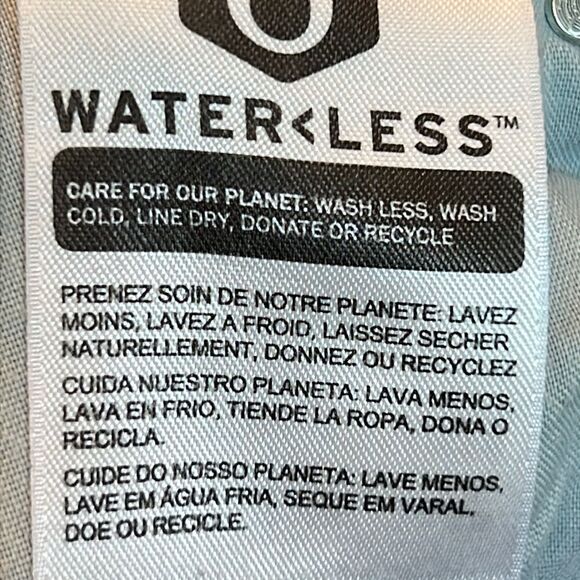 WATER<LESS™
CARE FOR OUR PLANET: WASH LESS, WASH
COLD, LINE DRY, DONATE OR RECYCLE
PRENEZ SOIN DE NOTRE PLANETE: LAVEZ
MOINS, LAVEZ A FROID, LAISSEZ SECHER
NATURELLEMENT, DONNEZ OU RECYCLEZ
CUIDA NUESTRO PLANETA: LAVA MENOS,
LAVA EN FRIO, TIENDE LA ROPA, DONA O
RECICLA.
CUIDE DO NOSSO PLANETA: LAVE MENOS,
LAVE EM ÁGUA FRIA, SEQUE EM VARAL,
DOE OU RECICLE.